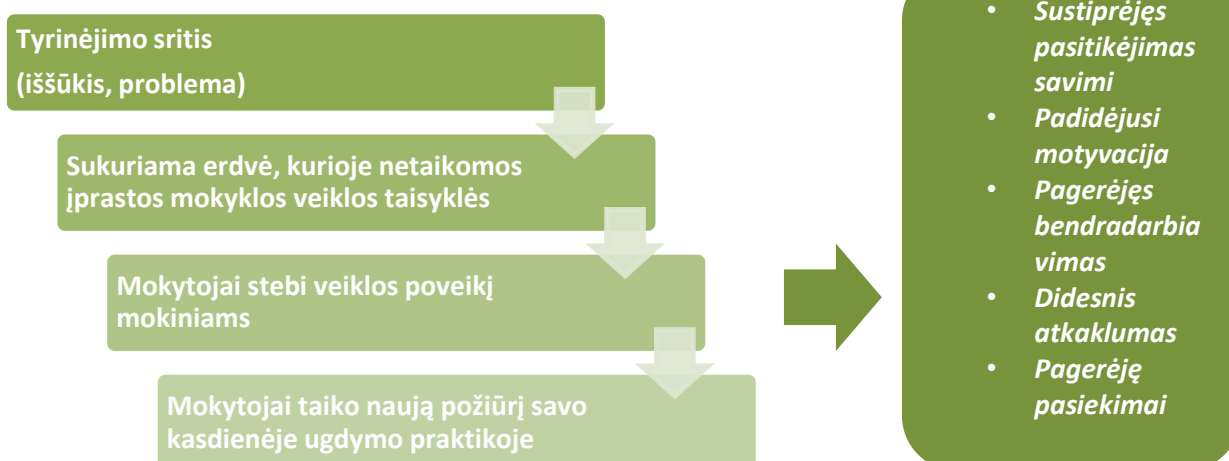 Tyrinėjimo sritis
(iššūkis, problema)
Sukuriama erdvė, kurioje netaikomos
įprastos mokyklos veiklos taisyklės
Mokytojai stebi veiklos poveikį
mokiniams
Mokytojai taiko naują požiūrį savo
kasdienėje ugdymo praktikoje
• Sustiprėjęs
pasitikėjimas
savimi
• Padidėjusi
motyvacija
• Pagerėjęs
bendradarbia
vimas
• Didesnis
atkaklumas
• Pagerėję
pasiekimai